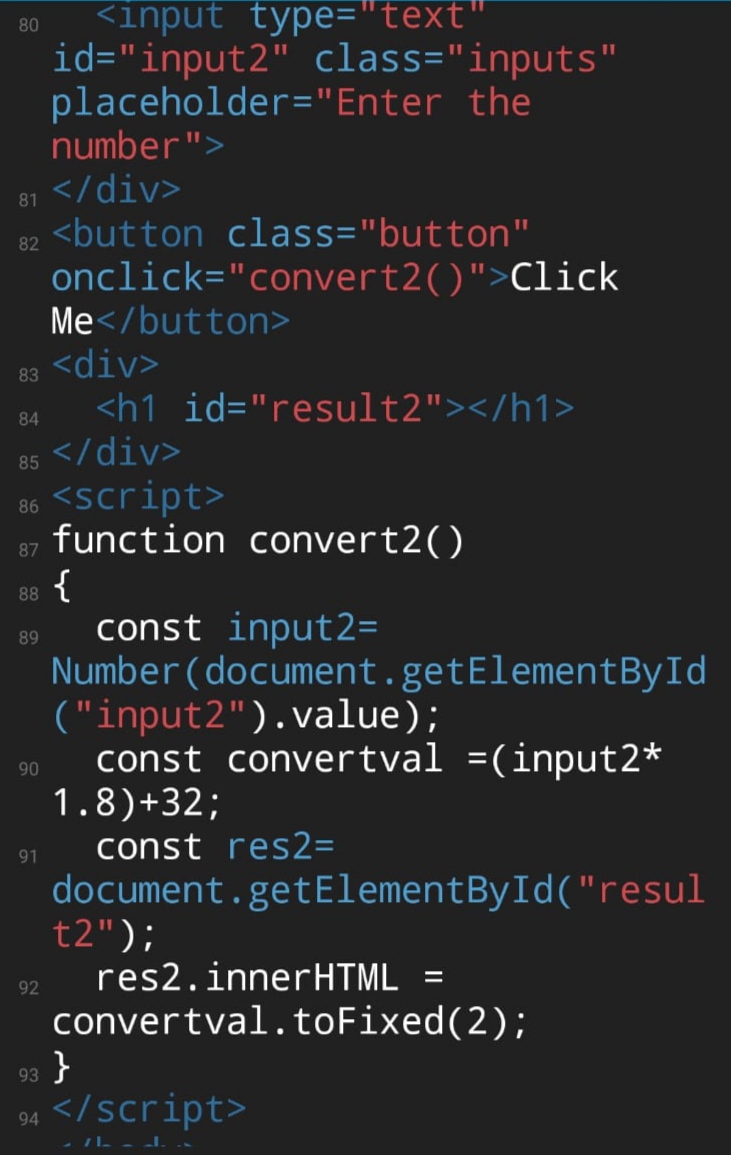 80 <input type="text"
id="input2" class="inputs"
placeholder="Enter the
number">
81 </div>
82 <button class="button"
onclick="convert2()">Click
Me</button>
83 <div>
84 <h1 id="result2"></h1>
85 </div>
86 <script>
87 function convert2()
88 {
89 const input2=
Number(document.getElementById
("input2").value);
90 const convertval =(input2*
1.8)+32;
91 const res2=
document.getElementById("resul
t2");
92 res2.innerHTML =
convertval.toFixed(2);
93 }
94 </script>